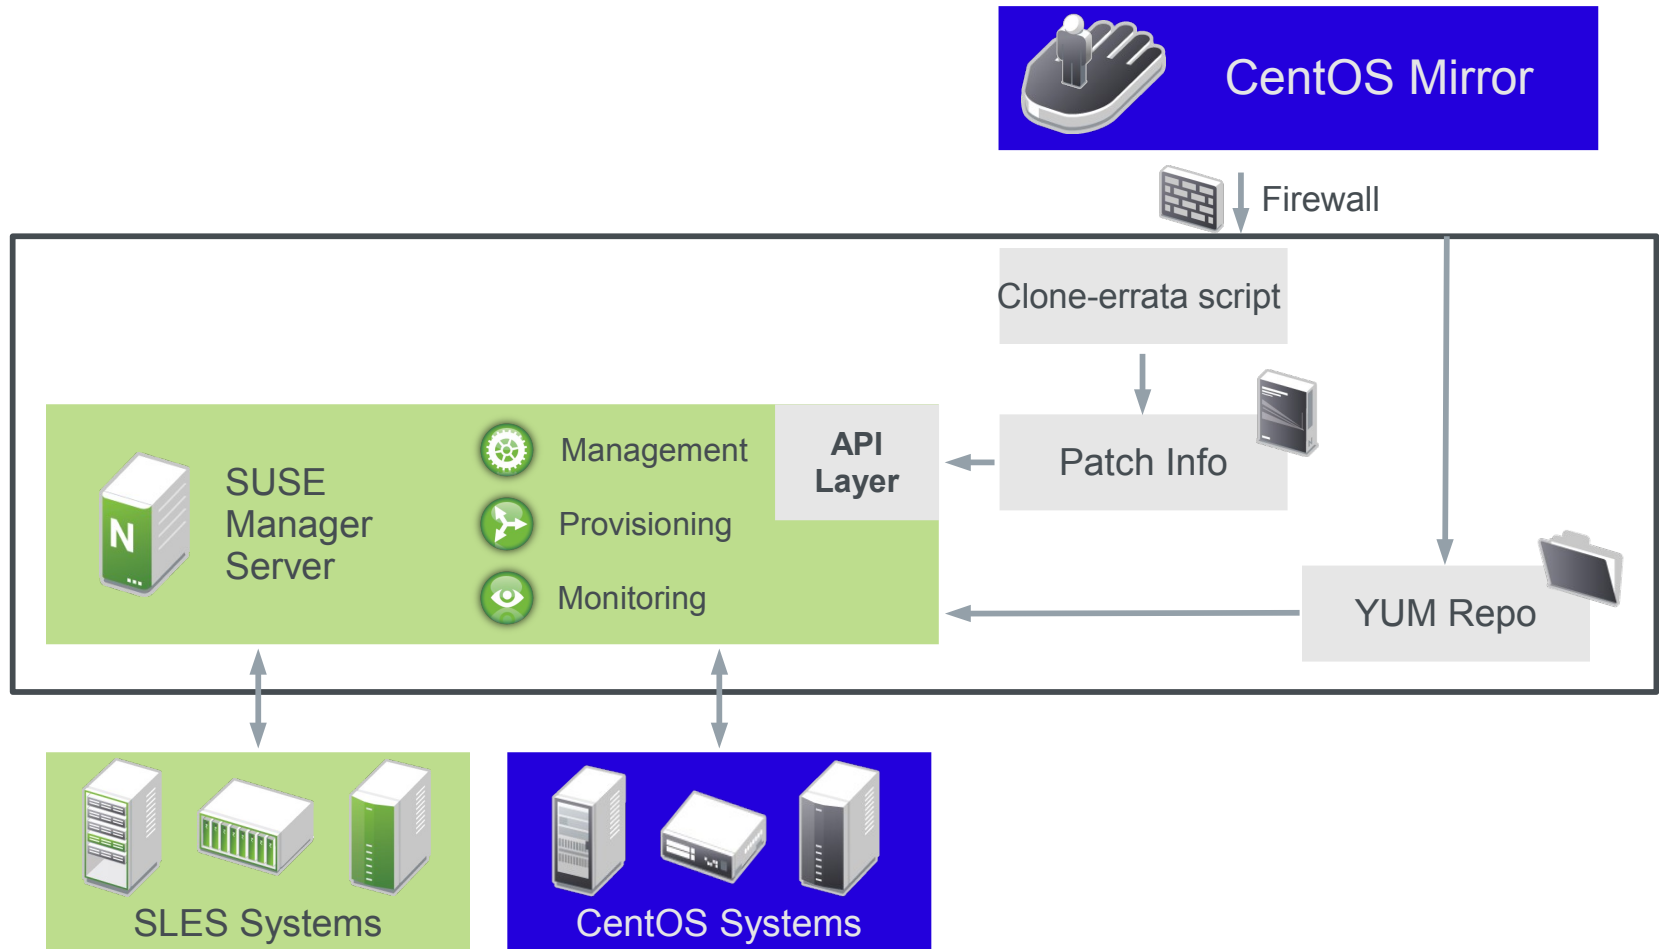 CentOS Mirror
Firewall
Clone-errata script
Patch Info
API
Layer
SUSE
Manager
Server
Management
Provisioning
Monitoring
YUM Repo
N
SLES Systems
CentOS Systems